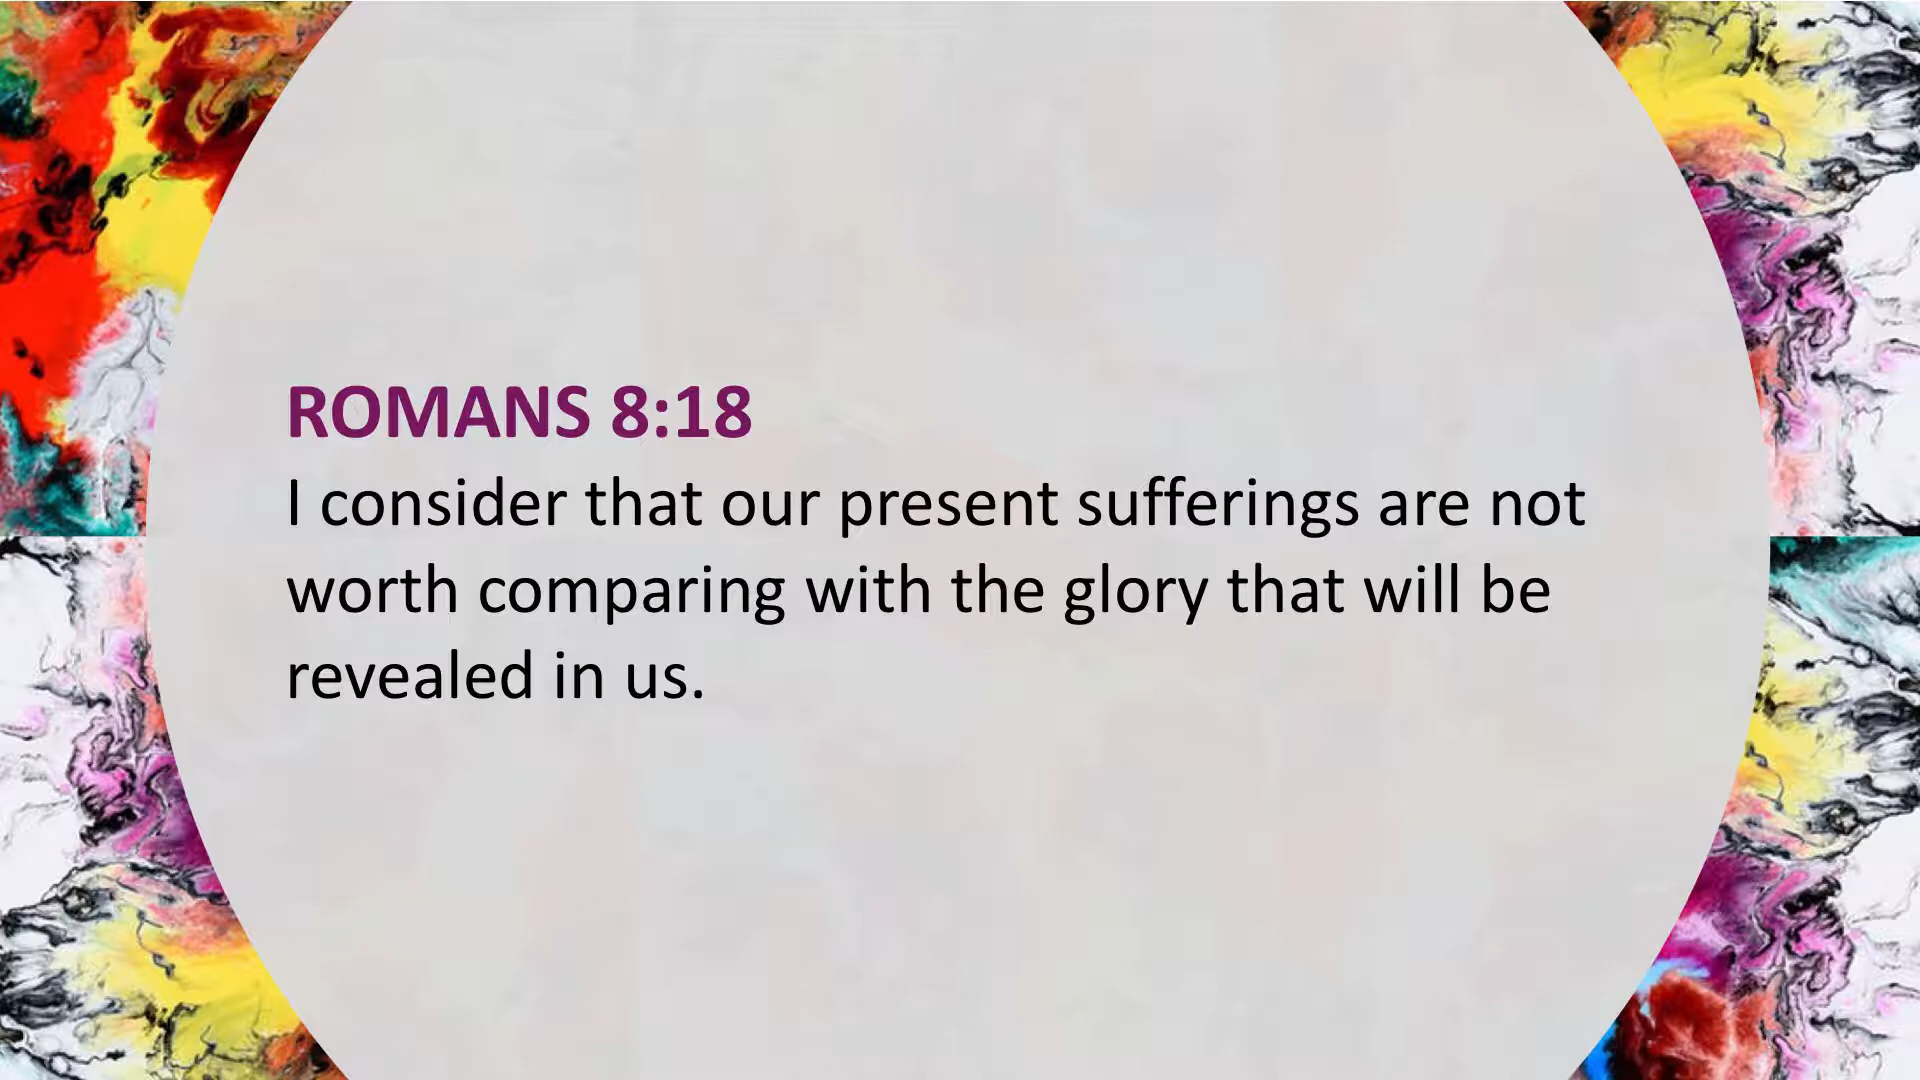 ROMANS 8:18
I consider that our present sufferings are not
worth comparing with the glory that will be
revealed in us.